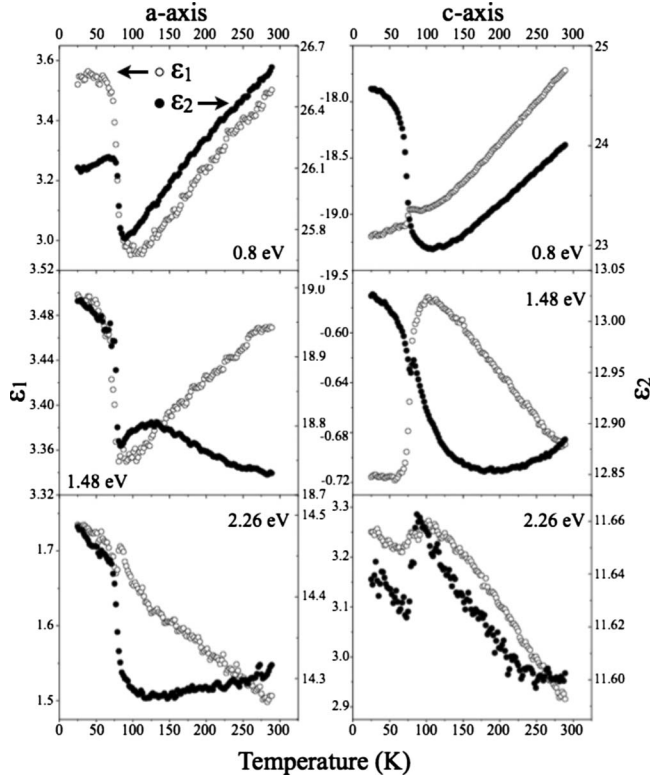 a-axis c-axis
0 50 100 150 200 250 300 0 50 100 150 200 250 300
3.6 26.7 25
ε₁
-18.0
3.4 ε₂ 26.4
-18.5 24
3.2 26.1
-19.0
3.0 25.8 23
0.8 eV 0.8 eV
3.52 -19.5 13.05
19.0 1.48 eV
3.48 -0.60 13.00
3.44 18.9
-0.64 12.95
ε₁ ε₂
3.40 18.8
-0.68 12.90
3.36
1.48 eV -0.72 12.85
3.32 18.7
2.26 eV 14.5 3.3 2.26 eV 11.66
1.7 3.2
14.4 11.64
3.1
1.6 11.62
3.0
14.3 11.60
1.5 2.9
0 50 100 150 200 250 300 0 50 100 150 200 250 300
Temperature (K)